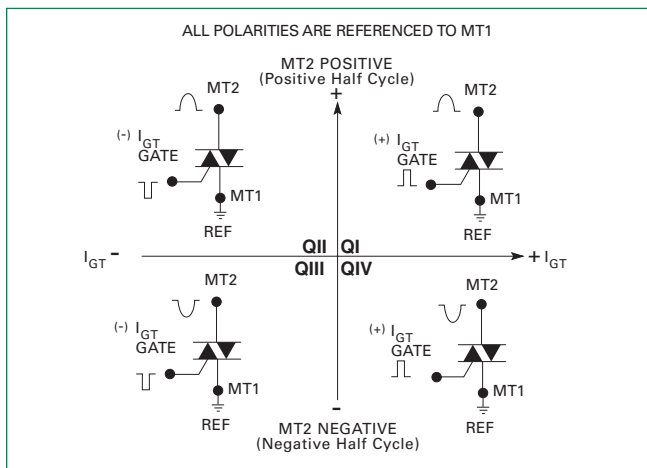 ALL POLARITIES ARE REFERENCED TO MT1
MT2 POSITIVE
(Positive Half Cycle)
+
MT2
(-) IGT
GATE
MT1
REF
MT2
(+) IGT
GATE
MT1
REF
QII QI
IGT - + IGT
QIII QIV
MT2
(-) IGT
GATE
MT1
REF
MT2
(+) IGT
GATE
MT1
REF
-
MT2 NEGATIVE
(Negative Half Cycle)